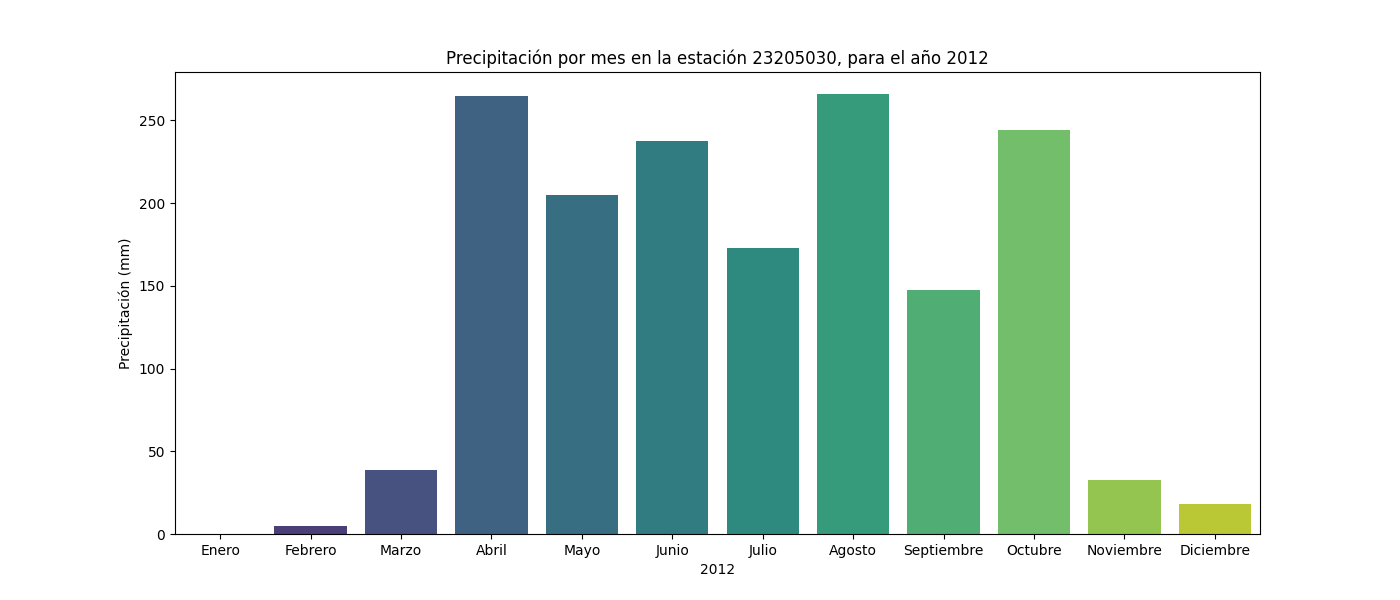 Precipitación por mes en la estación 23205030, para el año 2012
Precipitación (mm)
250
200
150
100
50
0
Enero Febrero Marzo Abril Mayo Junio Julio Agosto Septiembre Octubre Noviembre Diciembre
2012